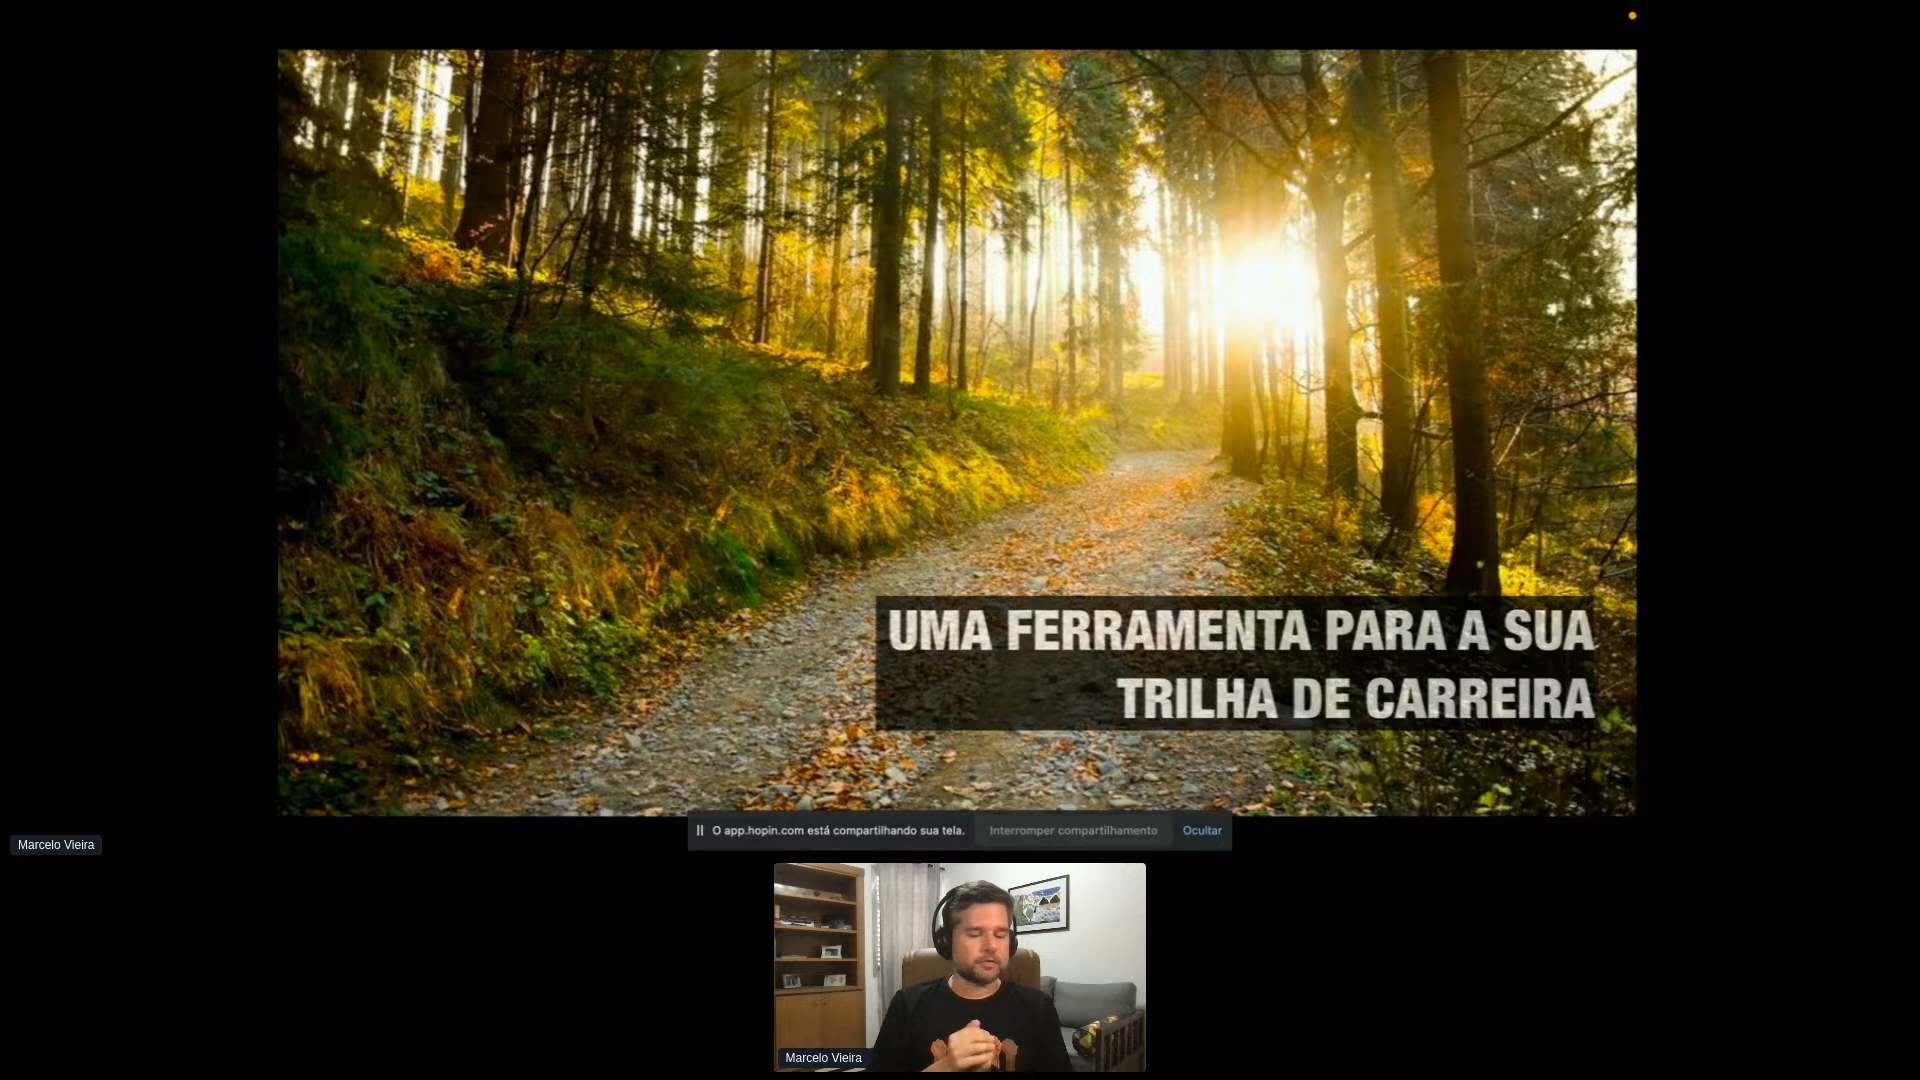 UMA FERRAMENTA PARA A SUA
TRILHA DE CARREIRA
O app.hopin.com está compartilhando sua tela. Interromper compartilhamento Ocultar
Marcelo Vieira
Marcelo Vieira